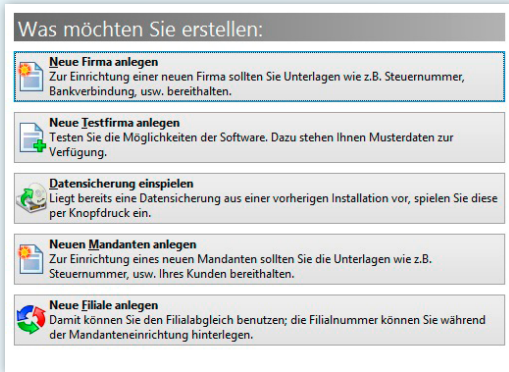 Was möchten Sie erstellen:
Neue Firma anlegen
Zur Einrichtung einer neuen Firma sollten Sie Unterlagen wie z.B. Steuernummer,
Bankverbindung, usw. bereithalten.
Neue Testfirma anlegen
Testen Sie die Möglichkeiten der Software. Dazu stehen Ihnen Musterdaten zur
Verfügung.
Datensicherung einspielen
Liegt bereits eine Datensicherung aus einer vorherigen Installation vor, spielen Sie diese
per Knopfdruck ein.
Neuen Mandanten anlegen
Zur Einrichtung eines neuen Mandanten sollten Sie die Unterlagen wie z.B.
Steuernummer, usw. Ihres Kunden bereithalten.
Neue Filiale anlegen
Damit können Sie den Filialabgleich benutzen; die Filialnummer können Sie während
der Mandanteneinrichtung hinterlegen.